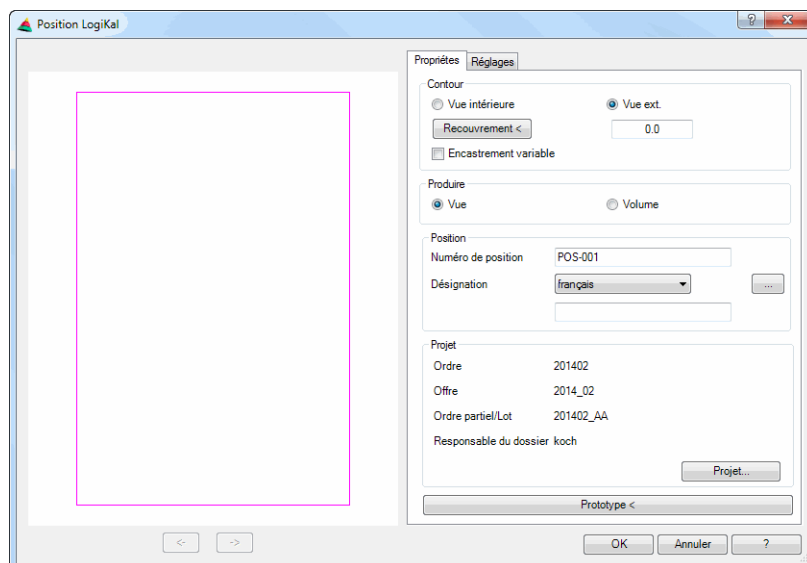 Position LogiKal
?
X
Propriétes
Réglages
Contour
Vue intérieure
Vue ext.
Recouvrement <
0.0
Encastrement variable
Produire
Vue
Volume
Position
Numéro de position
POS-001
Désignation
français
...
Projet
Ordre
201402
Offre
2014_02
Ordre partiel/Lot
201402_AA
Responsable du dossier
koch
Projet...
Prototype <
<-
->
OK
Annuler
?